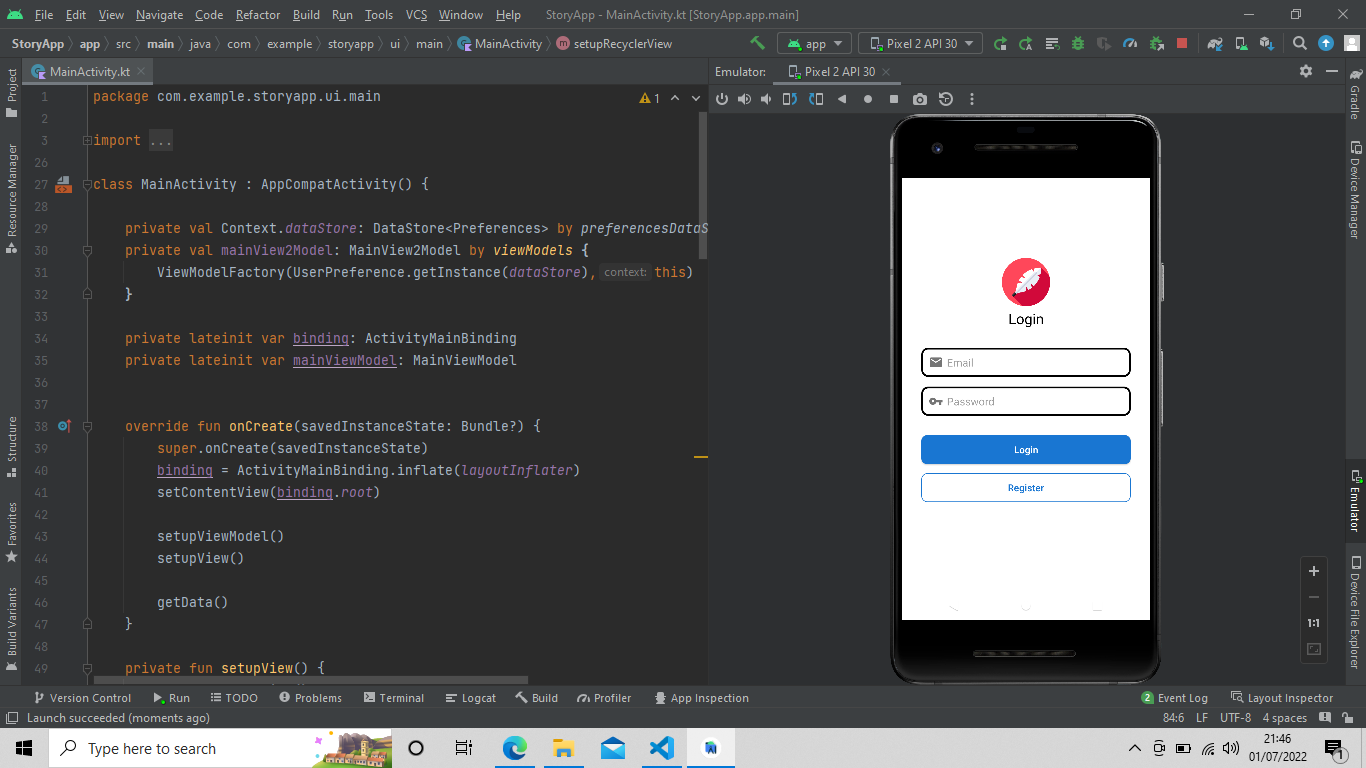 File Edit View Navigate Code Refactor Build Run Tools VCS Window Help StoryApp - MainActivity.kt [StoryApp.app.main]
StoryApp app src main java com example storyapp ui main MainActivity setupRecyclerView app Pixel 2 API 30
Project
Resource Manager
Structure
Favorites
Build Variants
MainActivity.kt
1 package com.example.storyapp.ui.main
1
2
3 import ...
26
27 class MainActivity : AppCompatActivity() {
28
29 private val Context.dataStore: DataStore<Preferences> by preferencesDataS
30 private val mainView2Model: MainView2Model by viewModels {
31 ViewModelFactory(UserPreference.getInstance(dataStore), context: this)
32 }
33
34 private lateinit var binding: ActivityMainBinding
35 private lateinit var mainViewModel: MainViewModel
36
37
38 override fun onCreate(savedInstanceState: Bundle?) {
39 super.onCreate(savedInstanceState)
40 binding = ActivityMainBinding.inflate(layoutInflater)
41 setContentView(binding.root)
42
43 setupViewModel()
44 setupView()
45
46 getData()
47 }
48
49 private fun setupView() {
Emulator: Pixel 2 API 30
Login
Email
Password
Login
Register
1:1
Gradle
Device Manager
Emulator
Device File Explorer
Version Control Run TODO Problems Terminal Logcat Build Profiler App Inspection 2 Event Log Layout Inspector
Launch succeeded (moments ago) 84:6 LF UTF-8 4 spaces
Type here to search
21:46
01/07/2022
1